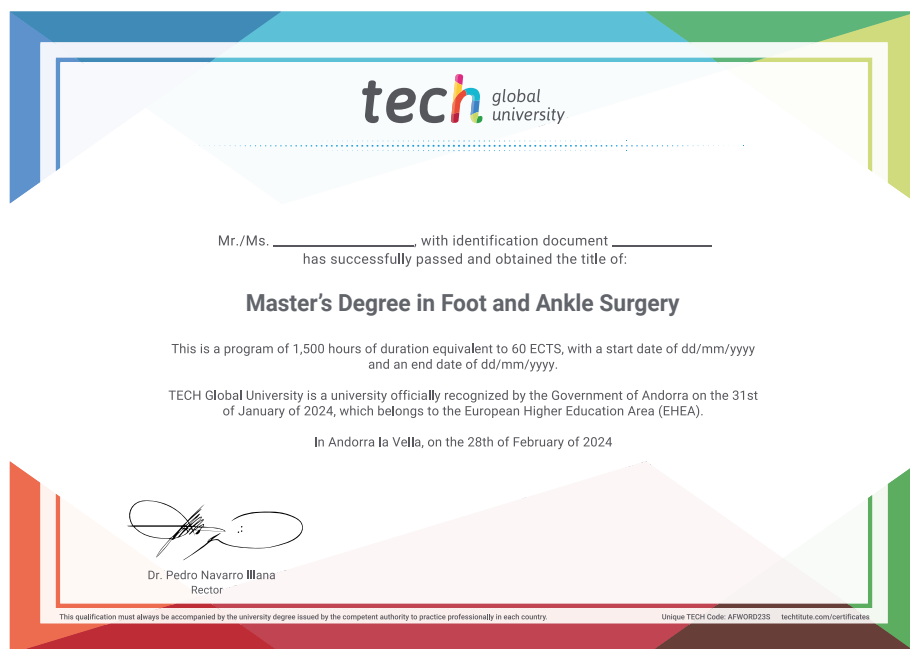 tech global
university
Mr./Ms. ____________, with identification document ____________
has successfully passed and obtained the title of:
Master's Degree in Foot and Ankle Surgery
This is a program of 1,500 hours of duration equivalent to 60 ECTS, with a start date of dd/mm/yyyy
and an end date of dd/mm/yyyy.
TECH Global University is a university officially recognized by the Government of Andorra on the 31st
of January of 2024, which belongs to the European Higher Education Area (EHEA).
In Andorra la Vella, on the 28th of February of 2024
Dr. Pedro Navarro Illana
Rector
This qualification must always be accompanied by the university degree issued by the competent authority to practice professionally in each country.
Unique TECH Code: AFWORD23S techtitute.com/certificates